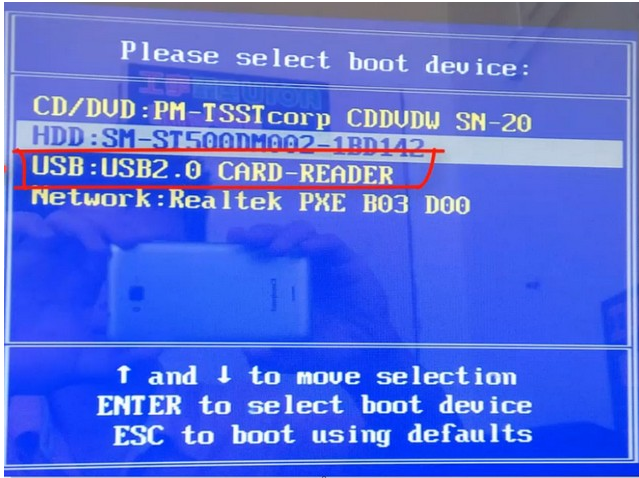 Please select boot device:
CD/DVD:PM-TSSTcorp CDDVDW SN-20
HDD:SM-ST500DM002-1BD142
USB:USB2.0 CARD-READER
Network:Realtek PXE B03 D00
↑ and ↓ to move selection
ENTER to select boot device
ESC to boot using defaults